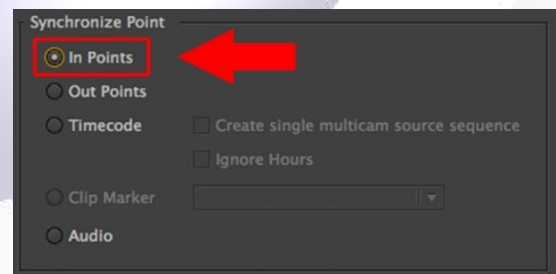 Synchronize Point
In Points
Out Points
Timecode
Create single multicam source sequence
Ignore Hours
Clip Marker
Audio